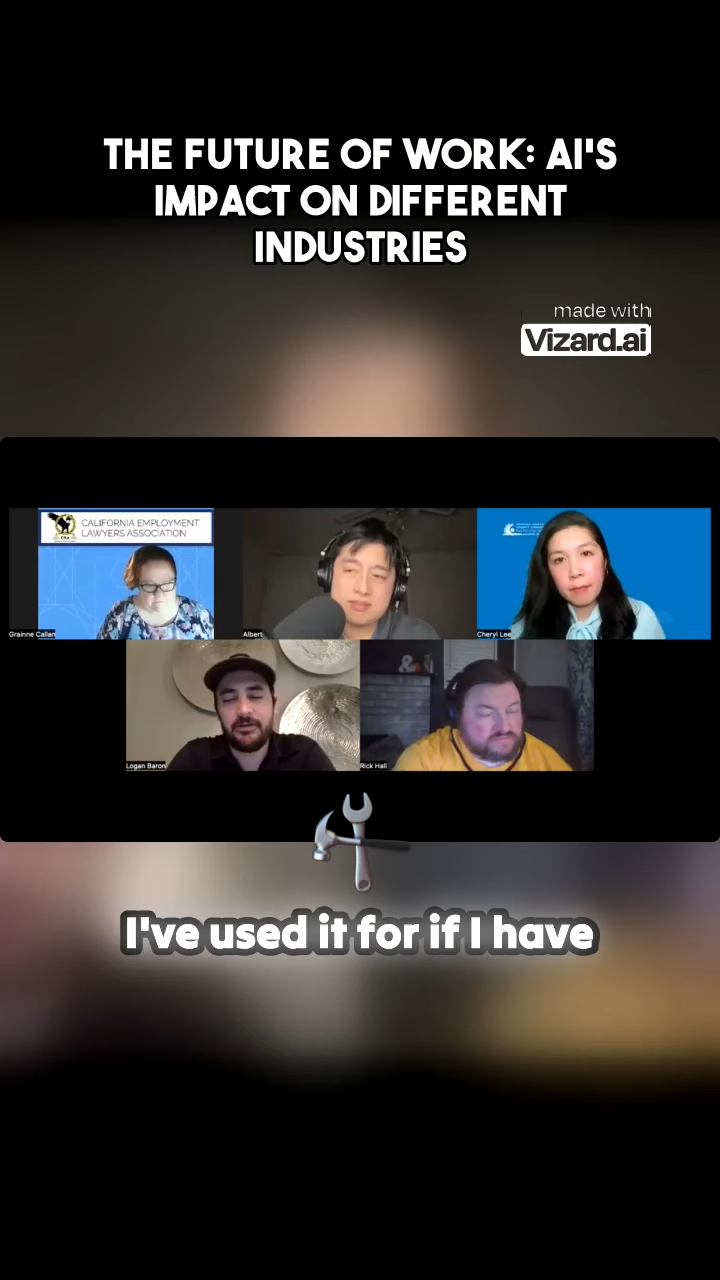 THE FUTURE OF WORK: AI'S
IMPACT ON DIFFERENT
INDUSTRIES
made with
Vizard.ai
CALIFORNIA EMPLOYMENT
LAWYERS ASSOCIATION
Grainne Callan
Albert
Cheryl Lee
Logan Baron
Rick Hall
I've used it for if I have